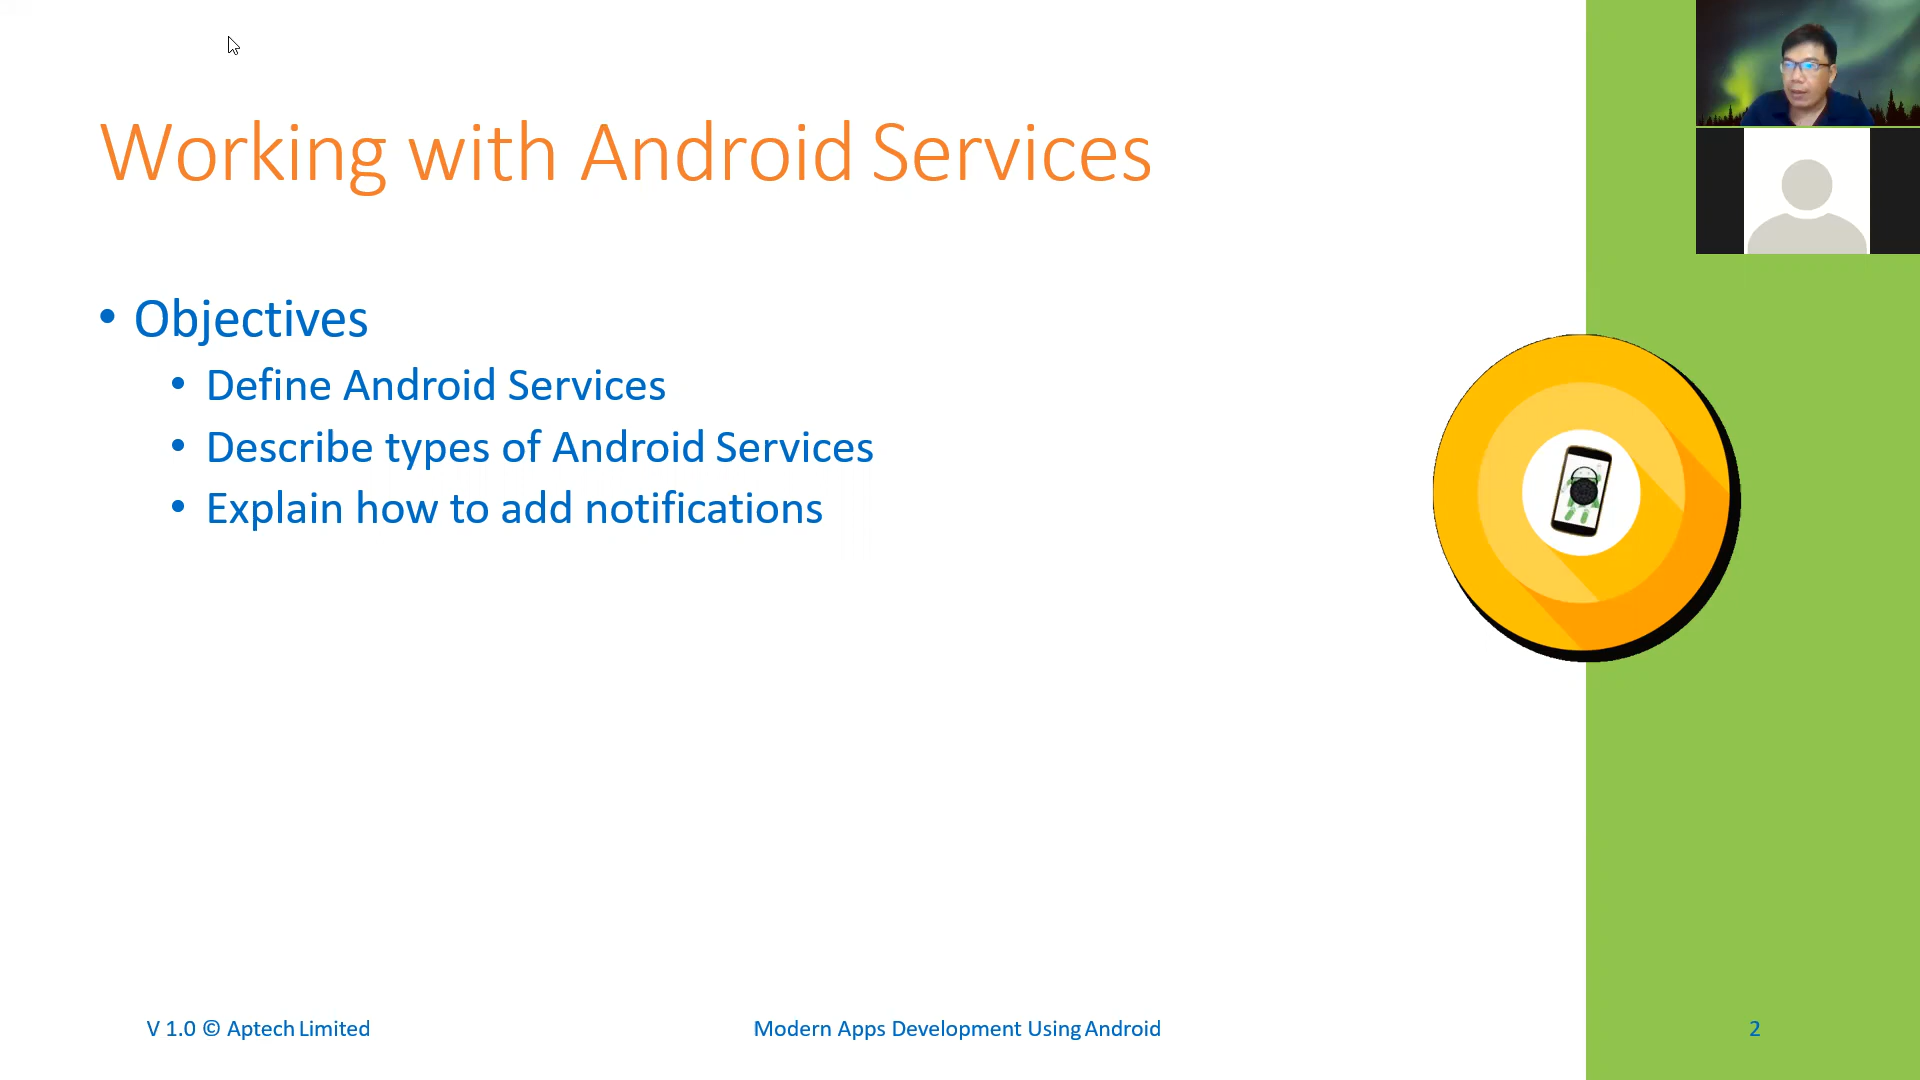 Working with Android Services
• Objectives
• Define Android Services
• Describe types of Android Services
• Explain how to add notifications
V 1.0 © Aptech Limited
Modern Apps Development Using Android
2